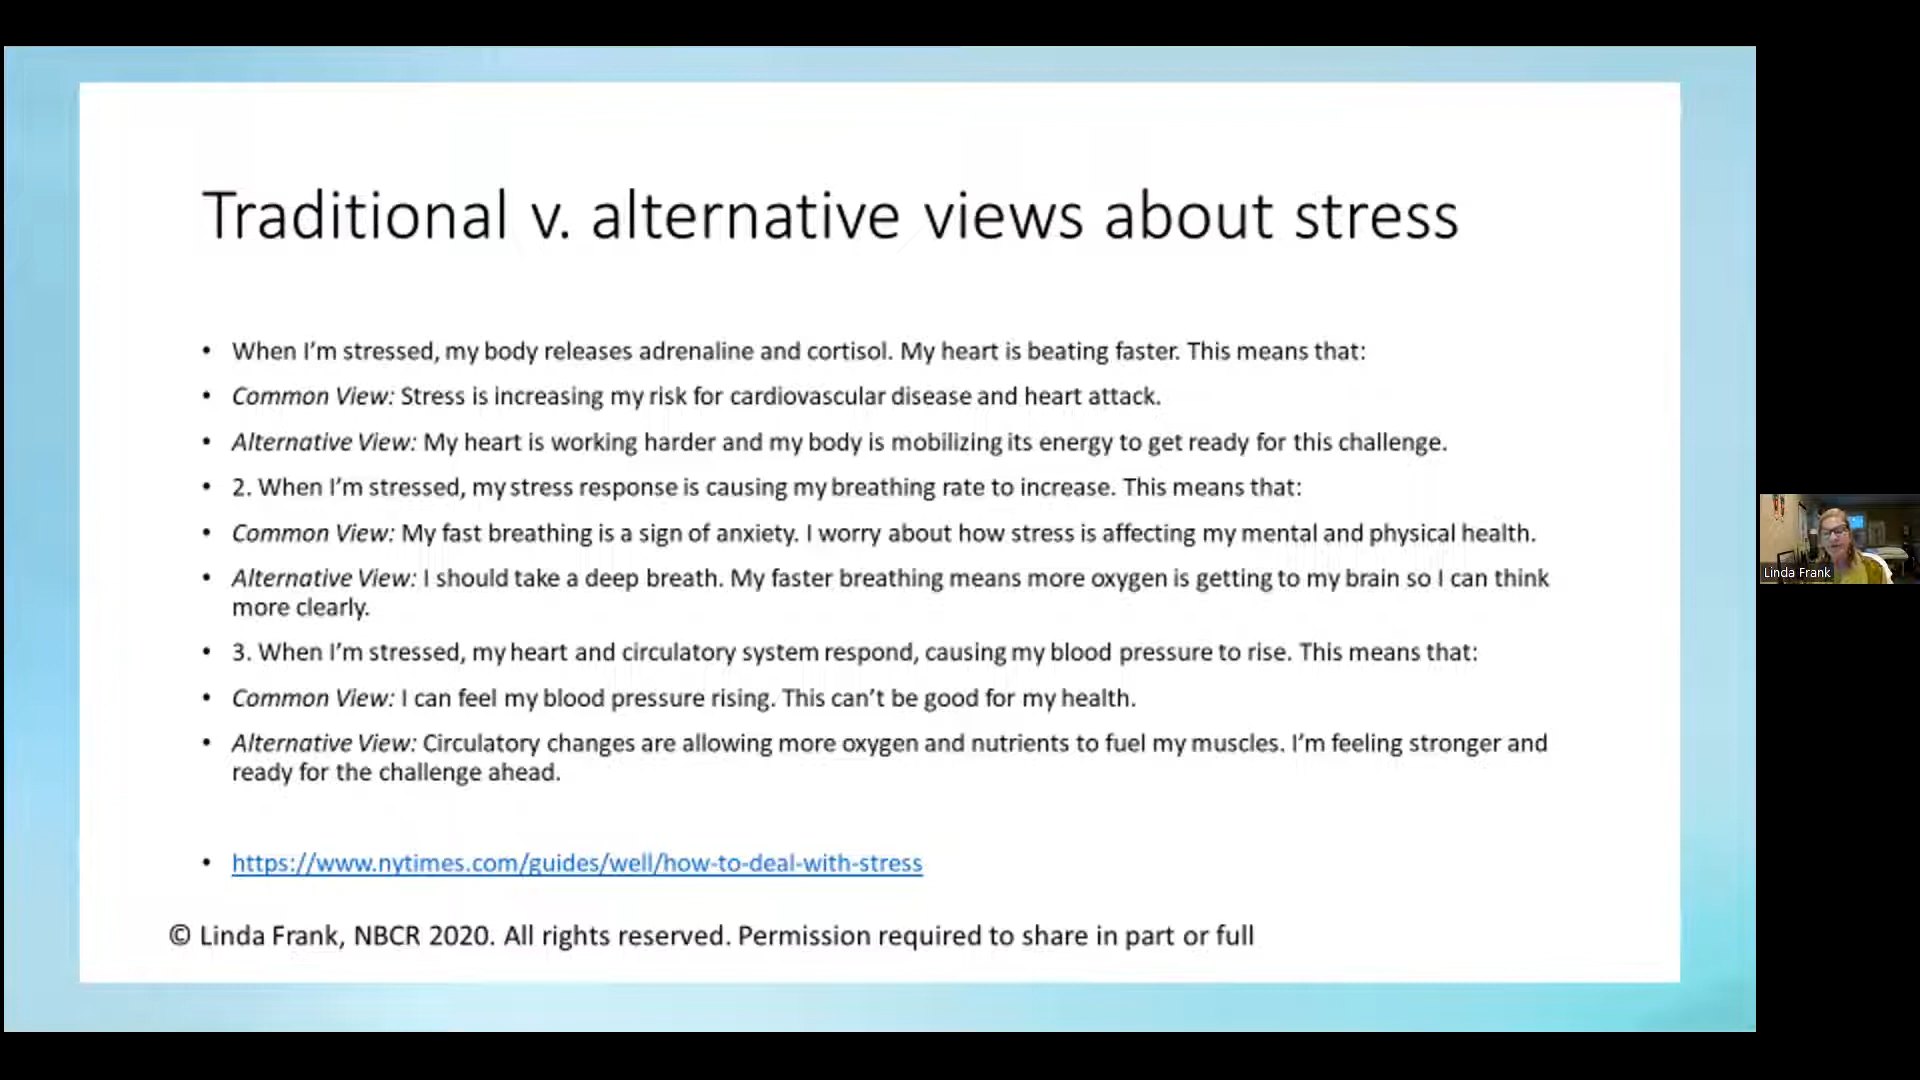 Traditional v. alternative views about stress
• When I’m stressed, my body releases adrenaline and cortisol. My heart is beating faster. This means that:
• Common View: Stress is increasing my risk for cardiovascular disease and heart attack.
• Alternative View: My heart is working harder and my body is mobilizing its energy to get ready for this challenge.
• 2. When I’m stressed, my stress response is causing my breathing rate to increase. This means that:
• Common View: My fast breathing is a sign of anxiety. I worry about how stress is affecting my mental and physical health.
• Alternative View: I should take a deep breath. My faster breathing means more oxygen is getting to my brain so I can think
more clearly.
• 3. When I’m stressed, my heart and circulatory system respond, causing my blood pressure to rise. This means that:
• Common View: I can feel my blood pressure rising. This can’t be good for my health.
• Alternative View: Circulatory changes are allowing more oxygen and nutrients to fuel my muscles. I’m feeling stronger and
ready for the challenge ahead.
• https://www.nytimes.com/guides/well/how-to-deal-with-stress
© Linda Frank, NBCR 2020. All rights reserved. Permission required to share in part or full
Linda Frank